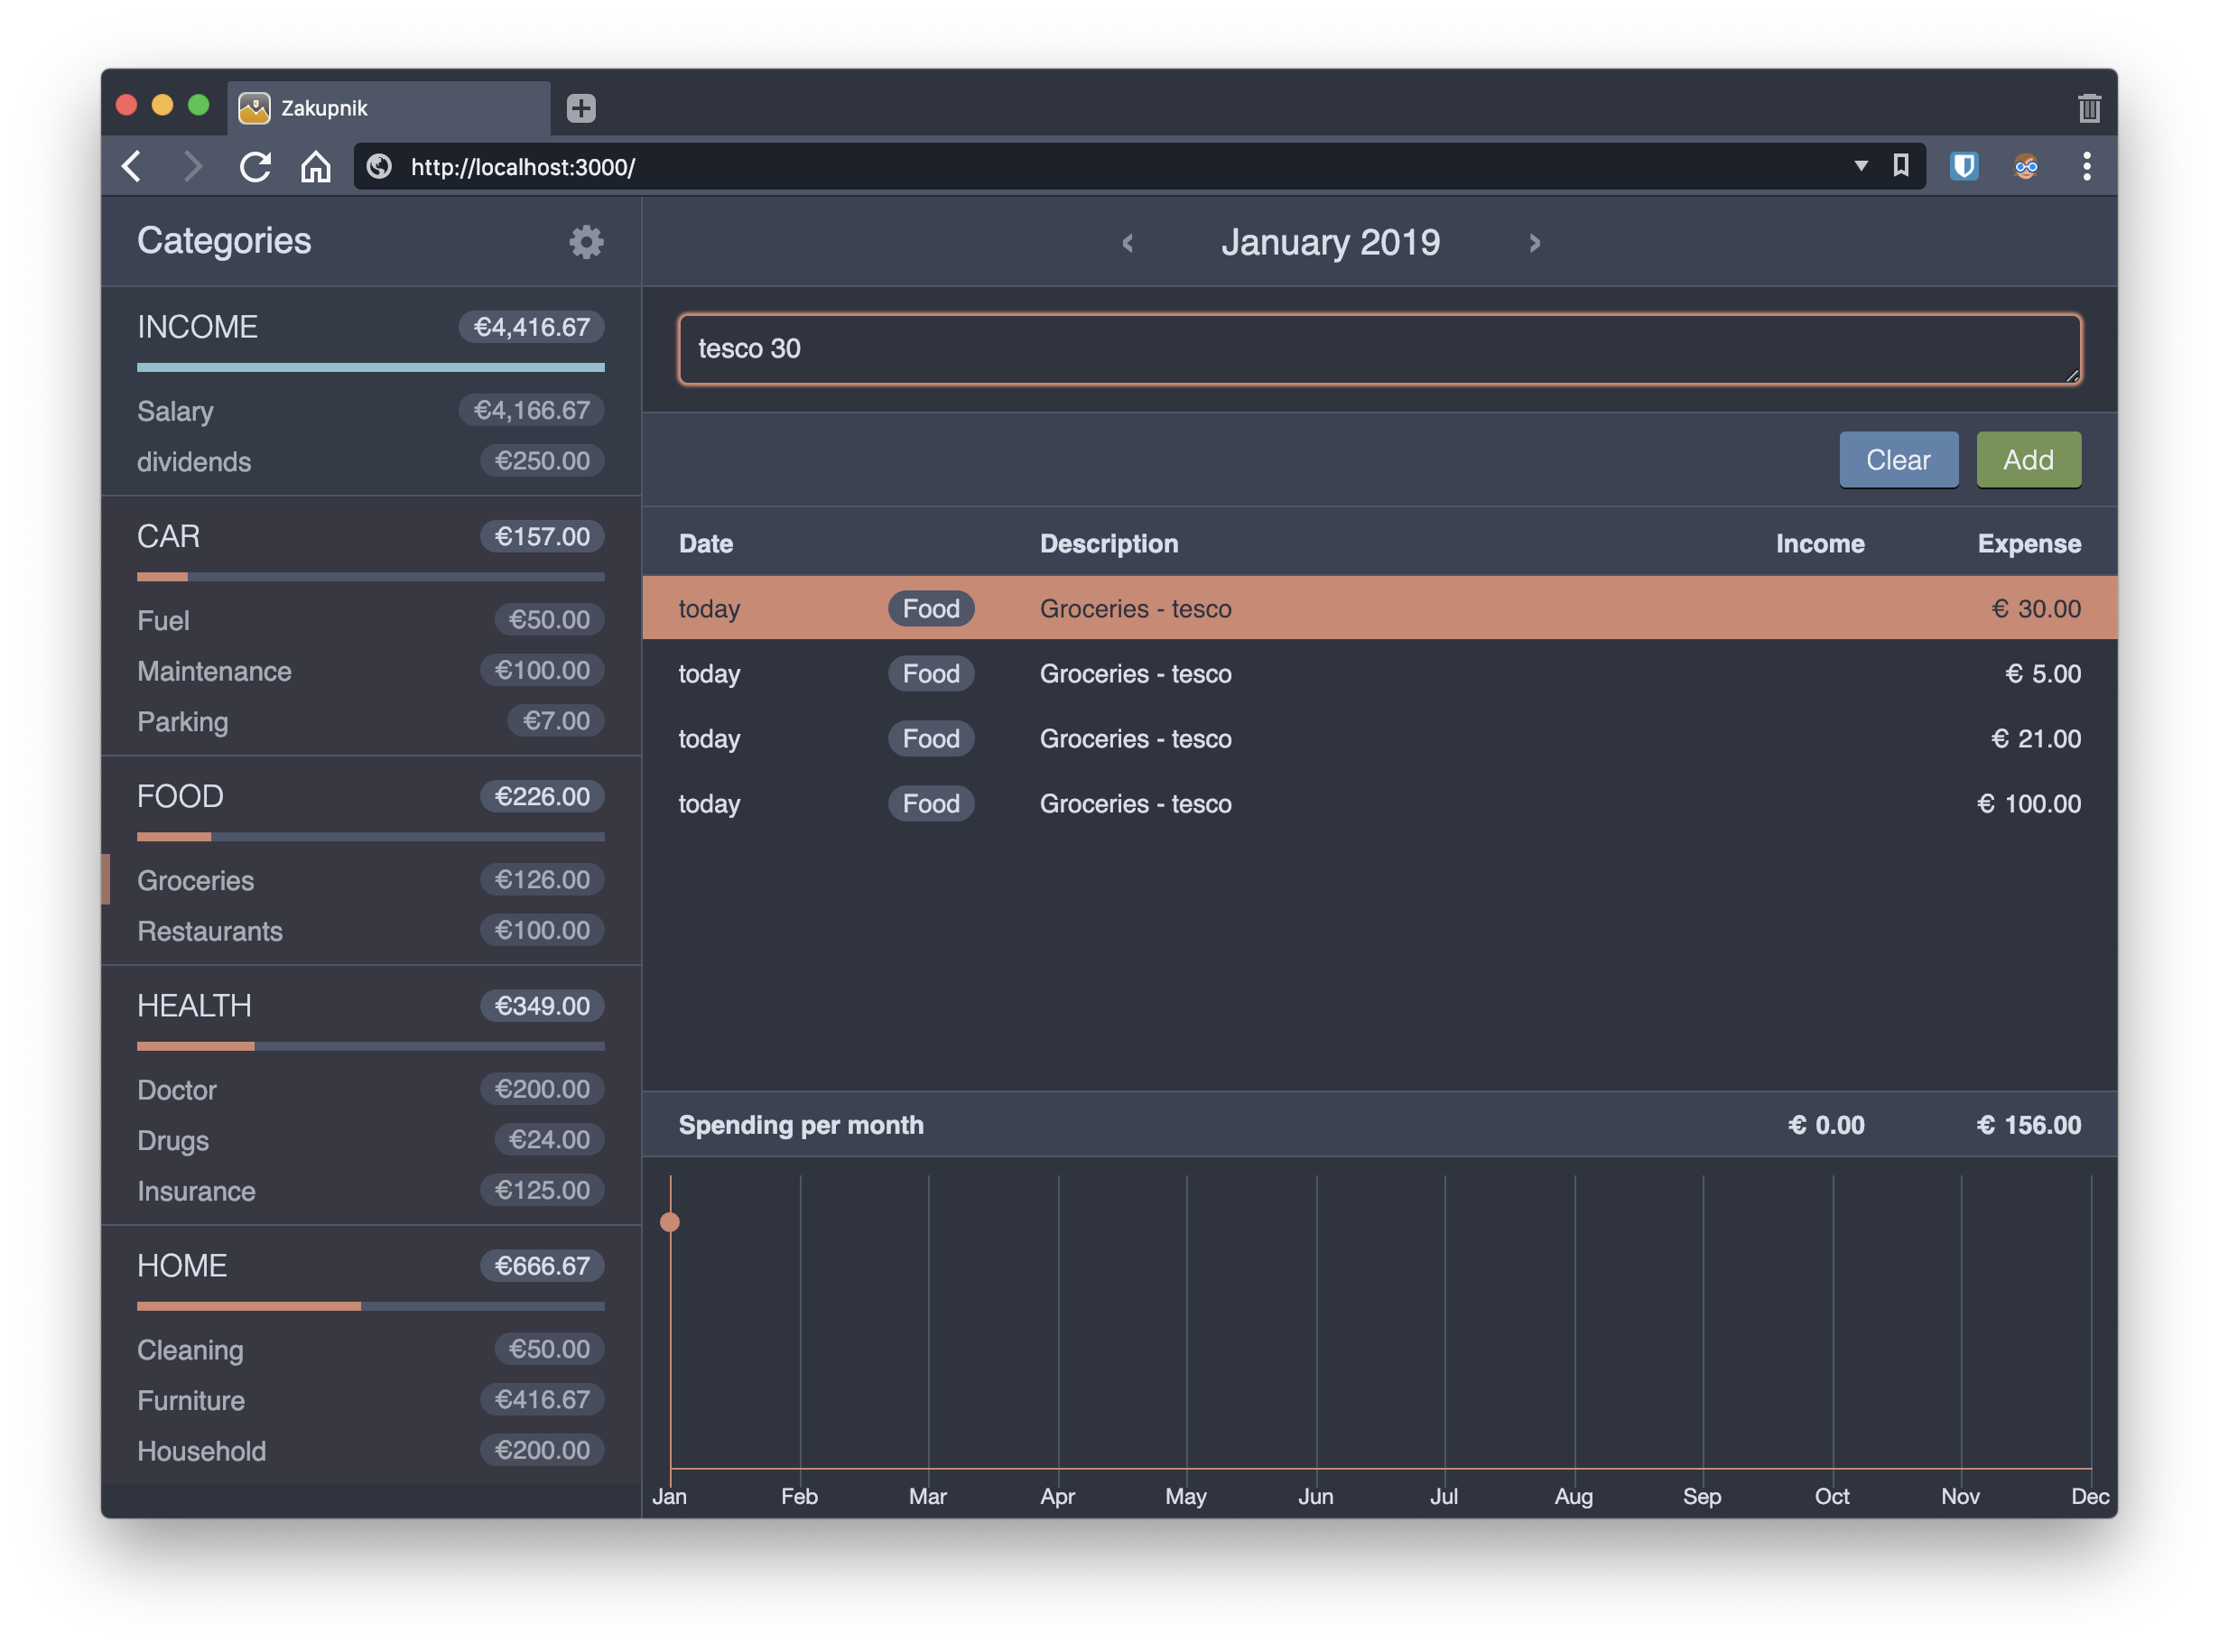 Zakupnik
http://localhost:3000/
Categories
INCOME €4,416.67
Salary €4,166.67
dividends €250.00
CAR €157.00
Fuel €50.00
Maintenance €100.00
Parking €7.00
FOOD €226.00
Groceries €126.00
Restaurants €100.00
HEALTH €349.00
Doctor €200.00
Drugs €24.00
Insurance €125.00
HOME €666.67
Cleaning €50.00
Furniture €416.67
Household €200.00
‹ January 2019 ›
tesco 30
Clear Add
Date Description Income Expense
today Food Groceries - tesco € 30.00
today Food Groceries - tesco € 5.00
today Food Groceries - tesco € 21.00
today Food Groceries - tesco € 100.00
Spending per month € 0.00 € 156.00
Jan Feb Mar Apr May Jun Jul Aug Sep Oct Nov Dec